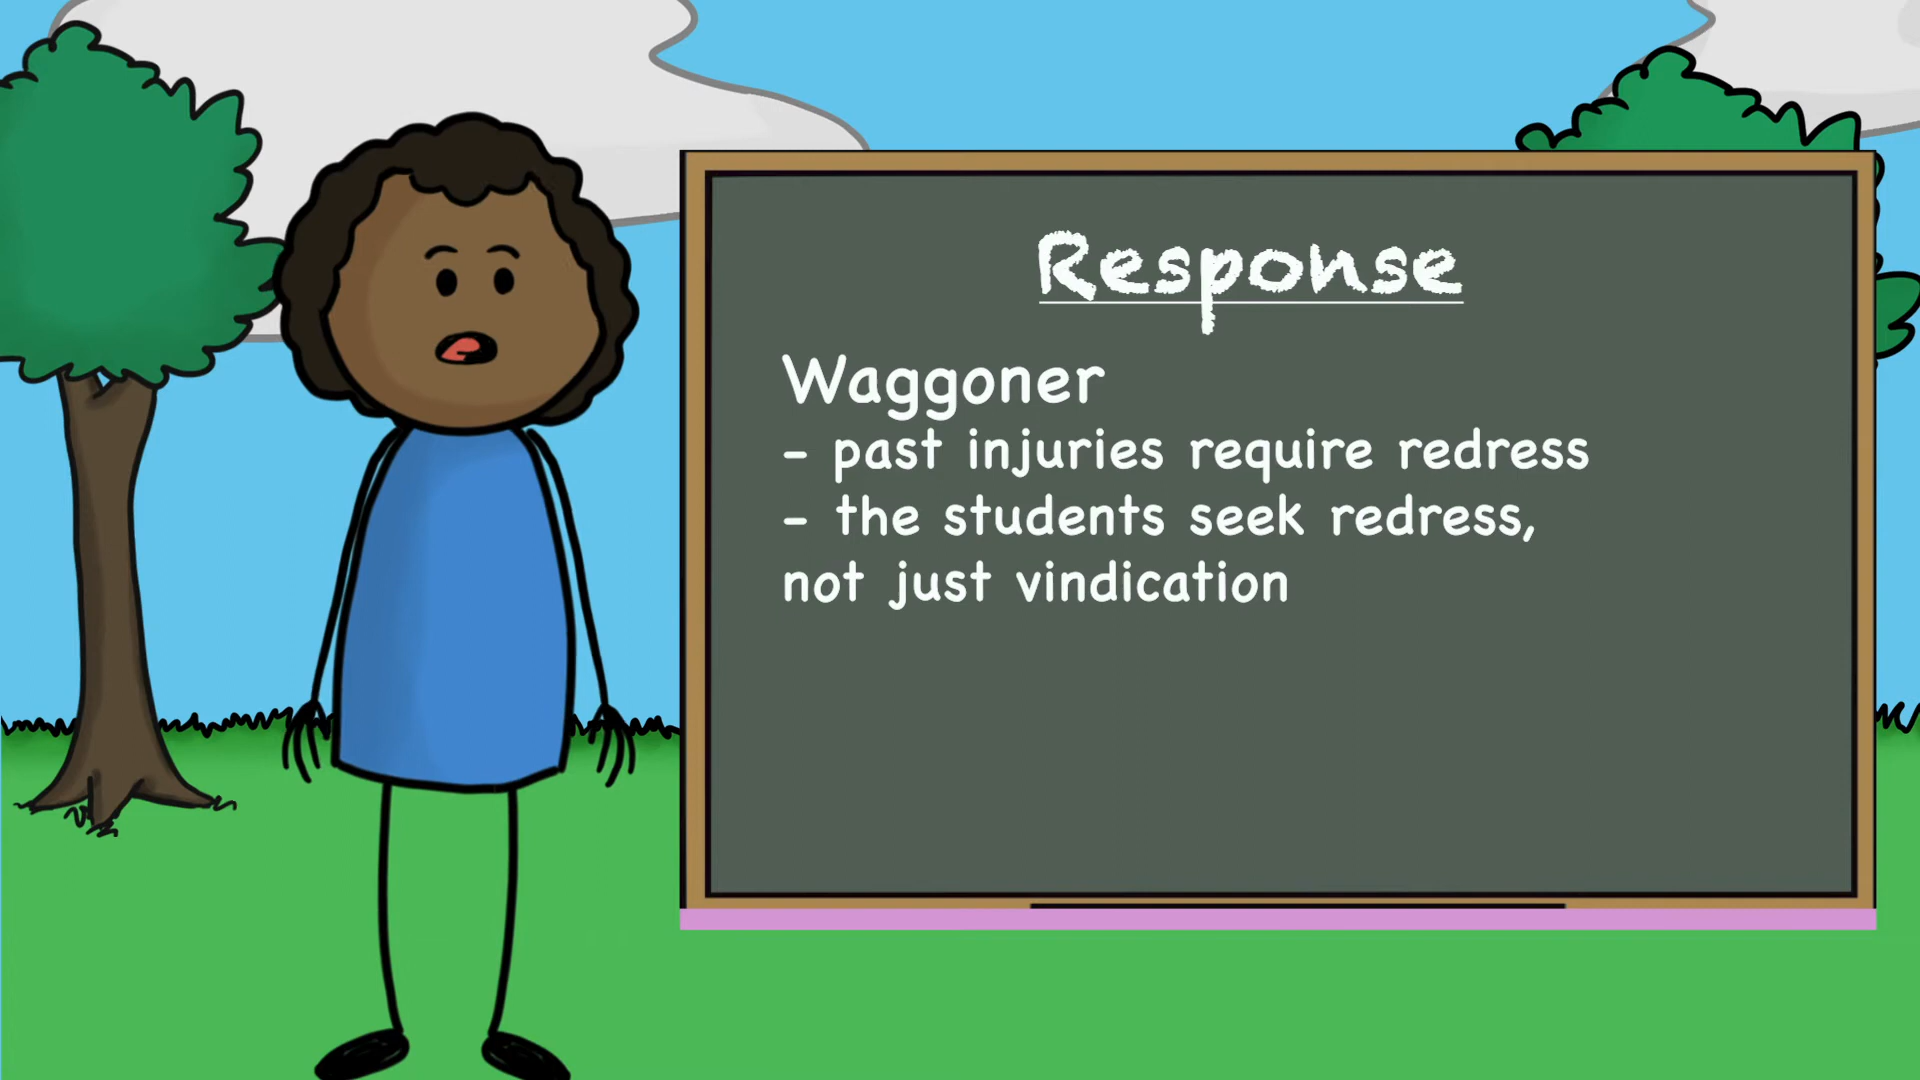 Response
Waggoner
- past injuries require redress
- the students seek redress,
not just vindication